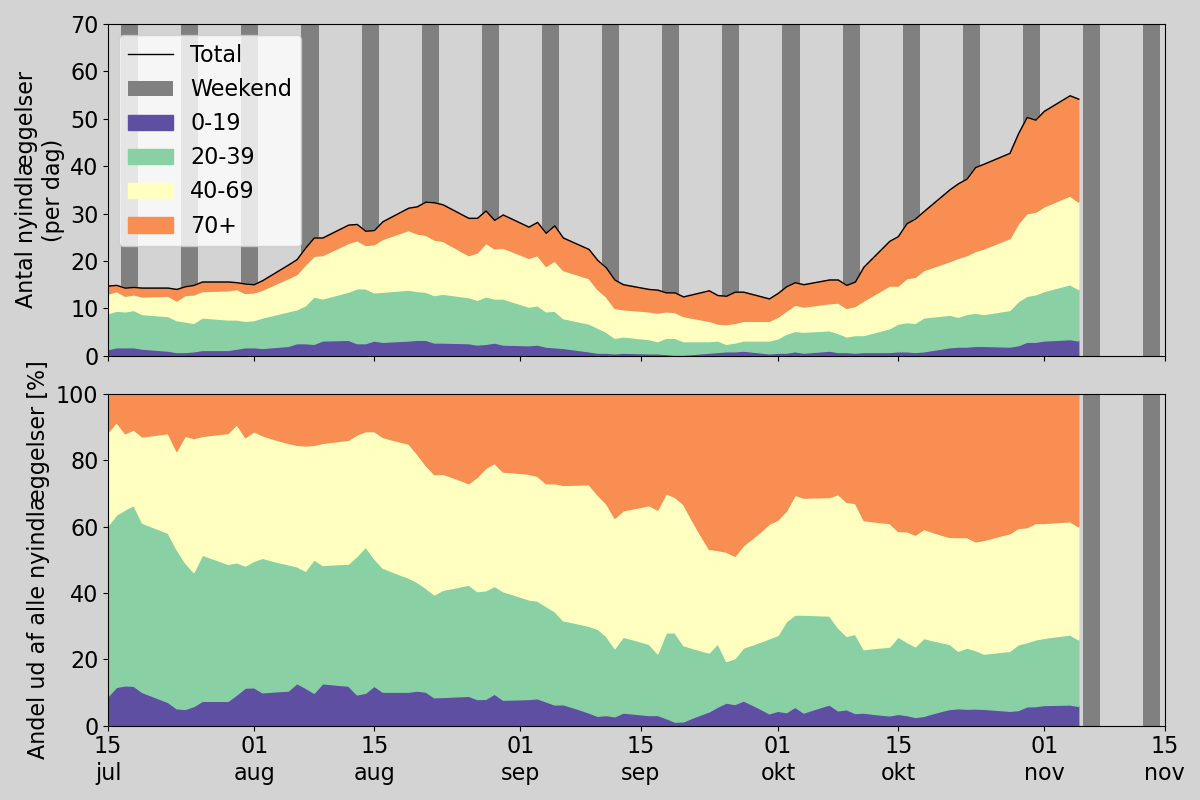 Antal nyindlæggelser
(per dag)
70
60
50
40
30
20
10
0
Total
Weekend
0-19
20-39
40-69
70+
Andel ud af alle nyindlæggelser [%]
100
80
60
40
20
0
15 01 15 01 15 01 15 01 15
jul aug aug sep sep okt okt nov nov